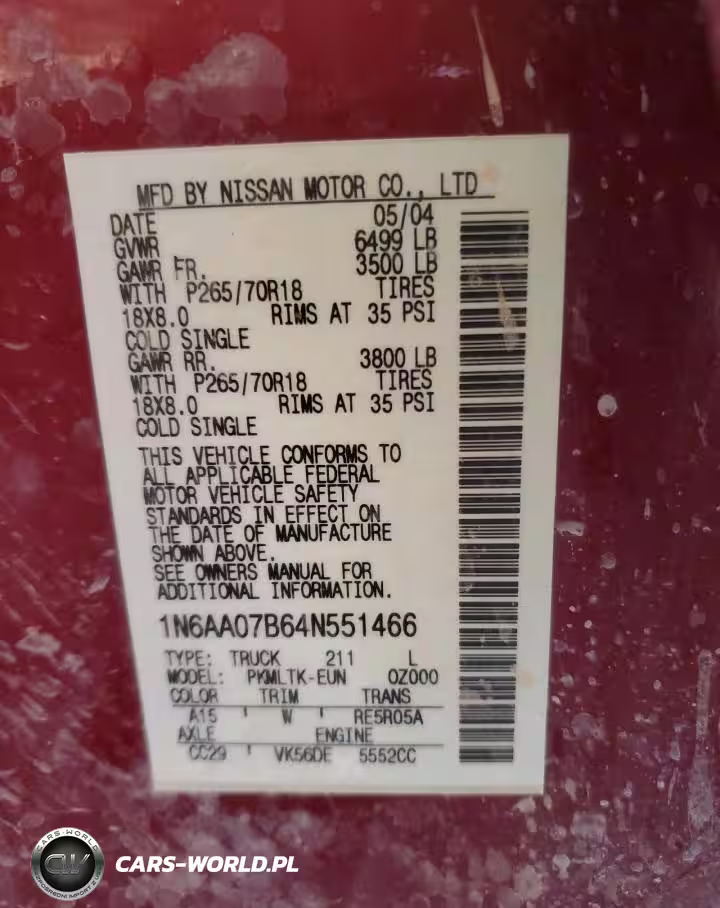 MFD BY NISSAN MOTOR CO., LTD
DATE 05/04
GVWR 6499 LB
GAWR FR. 3500 LB
WITH P265/70R18 TIRES
18X8.0 RIMS AT 35 PSI
COLD SINGLE
GAWR RR. 3800 LB
WITH P265/70R18 TIRES
18X8.0 RIMS AT 35 PSI
COLD SINGLE
THIS VEHICLE CONFORMS TO
ALL APPLICABLE FEDERAL
MOTOR VEHICLE SAFETY
STANDARDS IN EFFECT ON
THE DATE OF MANUFACTURE
SHOWN ABOVE.
SEE OWNERS MANUAL FOR
ADDITIONAL INFORMATION.
1N6AA07B64N551466
TYPE: TRUCK 211 L
MODEL: PKMLTK-EUN 0Z000
COLOR TRIM TRANS
A15 W RE5R05A
AXLE ENGINE
CC29 VK56DE 5552CC
CARS-WORLD
CW
CARS-WORLD.PL